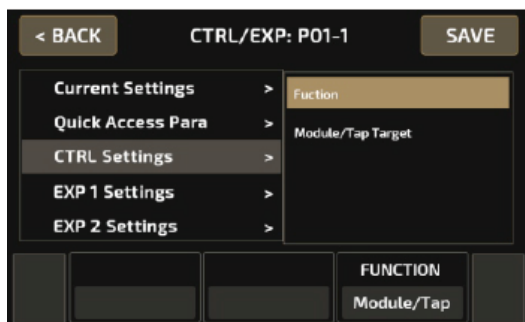 < BACK CTRL/EXP: P01-1 SAVE
Current Settings >
Quick Access Para >
CTRL Settings >
EXP 1 Settings >
EXP 2 Settings >
Fuction
Module/Tap Target
FUNCTION
Module/Tap